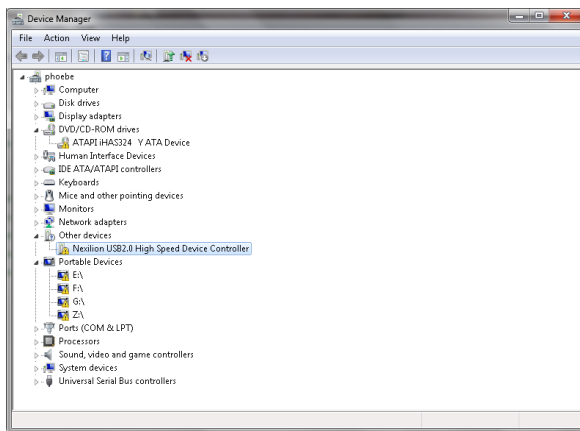 Device Manager
File Action View Help
phoebe
Computer
Disk drives
Display adapters
DVD/CD-ROM drives
ATAPI iHAS324 Y ATA Device
Human Interface Devices
IDE ATA/ATAPI controllers
Keyboards
Mice and other pointing devices
Monitors
Network adapters
Other devices
Nexilion USB2.0 High Speed Device Controller
Portable Devices
E:\
F:\
G:\
Z:\
Ports (COM & LPT)
Processors
Sound, video and game controllers
System devices
Universal Serial Bus controllers